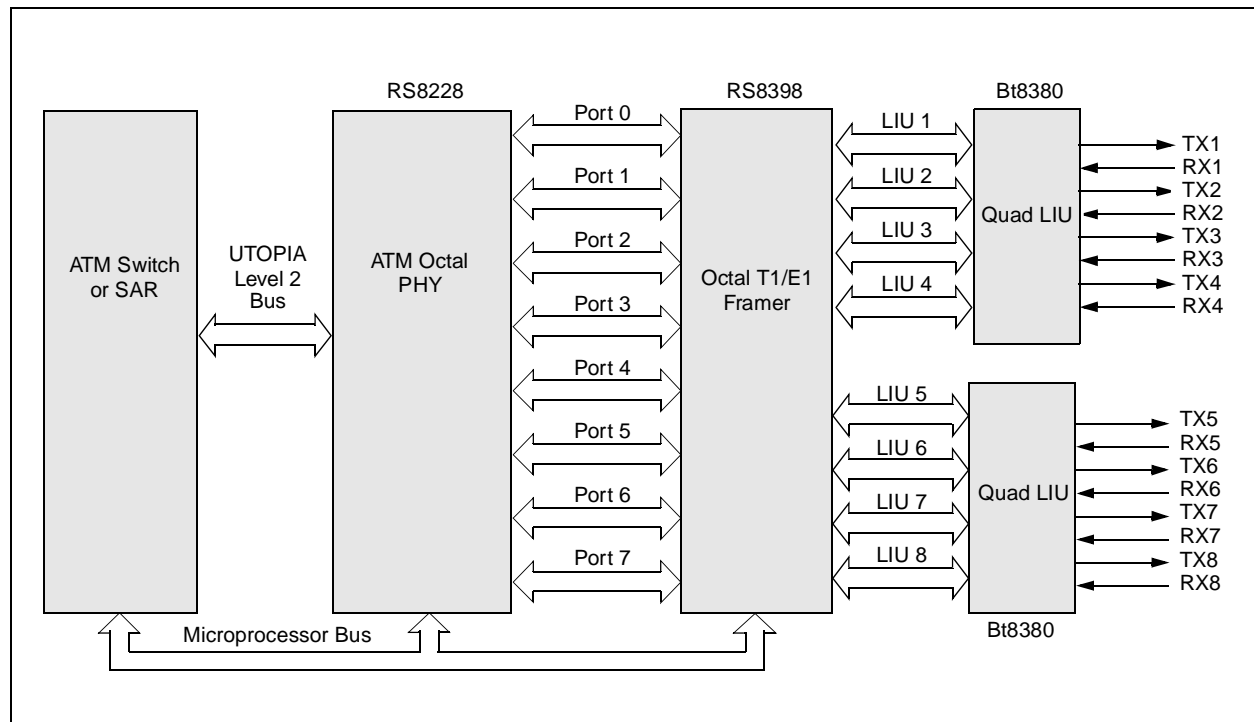 RS8228
RS8398
Bt8380
ATM Switch
or SAR
UTOPIA
Level 2
Bus
ATM Octal
PHY
Port 0
Port 1
Port 2
Port 3
Port 4
Port 5
Port 6
Port 7
Octal T1/E1
Framer
LIU 1
LIU 2
LIU 3
LIU 4
LIU 5
LIU 6
LIU 7
LIU 8
Quad LIU
TX1
RX1
TX2
RX2
TX3
RX3
TX4
RX4
Quad LIU
TX5
RX5
TX6
RX6
TX7
RX7
TX8
RX8
Bt8380
Microprocessor Bus